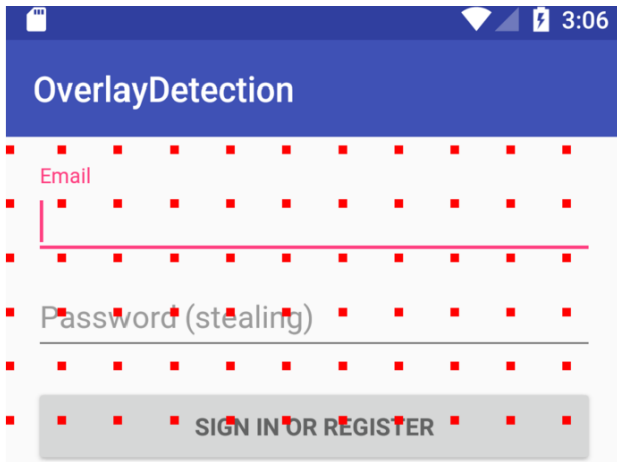 3:06
OverlayDetection
Email
Password (stealing)
SIGN IN OR REGISTER